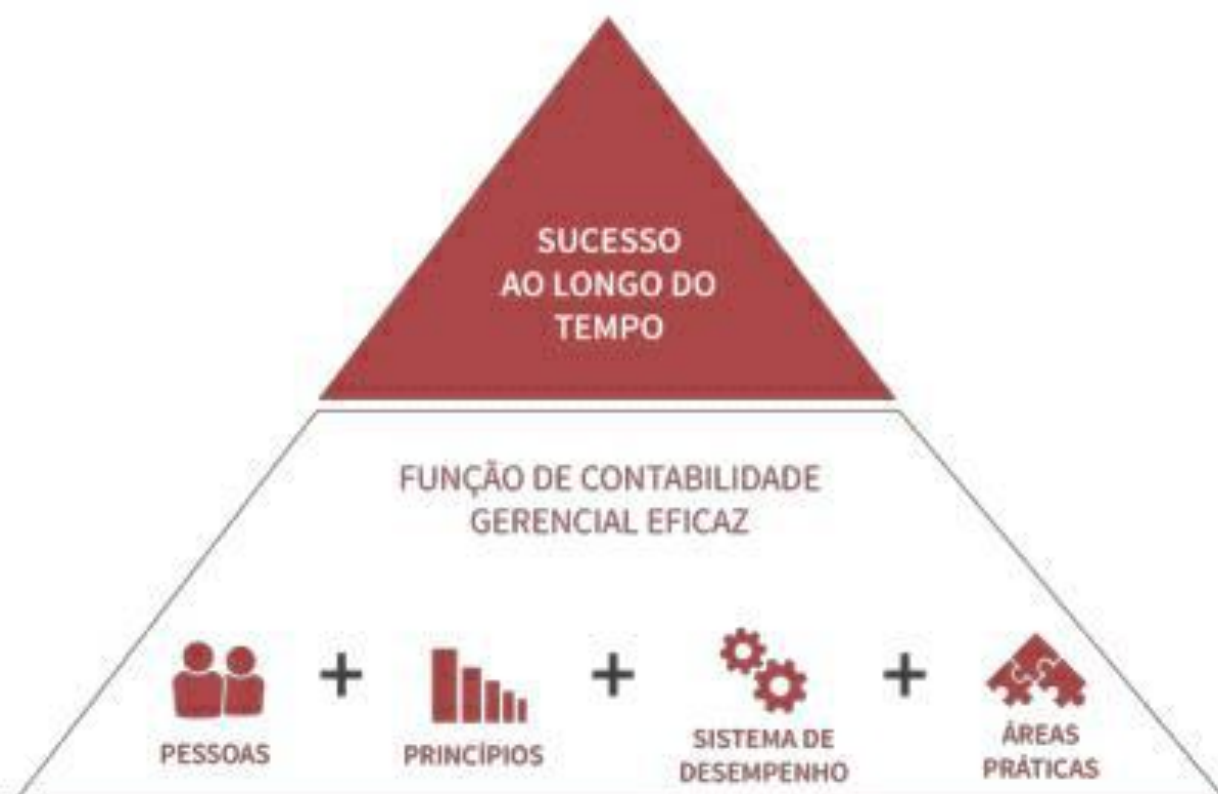 SUCESSO
AO LONGO DO
TEMPO
FUNÇÃO DE CONTABILIDADE
GERENCIAL EFICAZ
+ + +
PESSOAS
PRINCÍPIOS
SISTEMA DE
DESEMPENHO
ÁREAS
PRÁTICAS